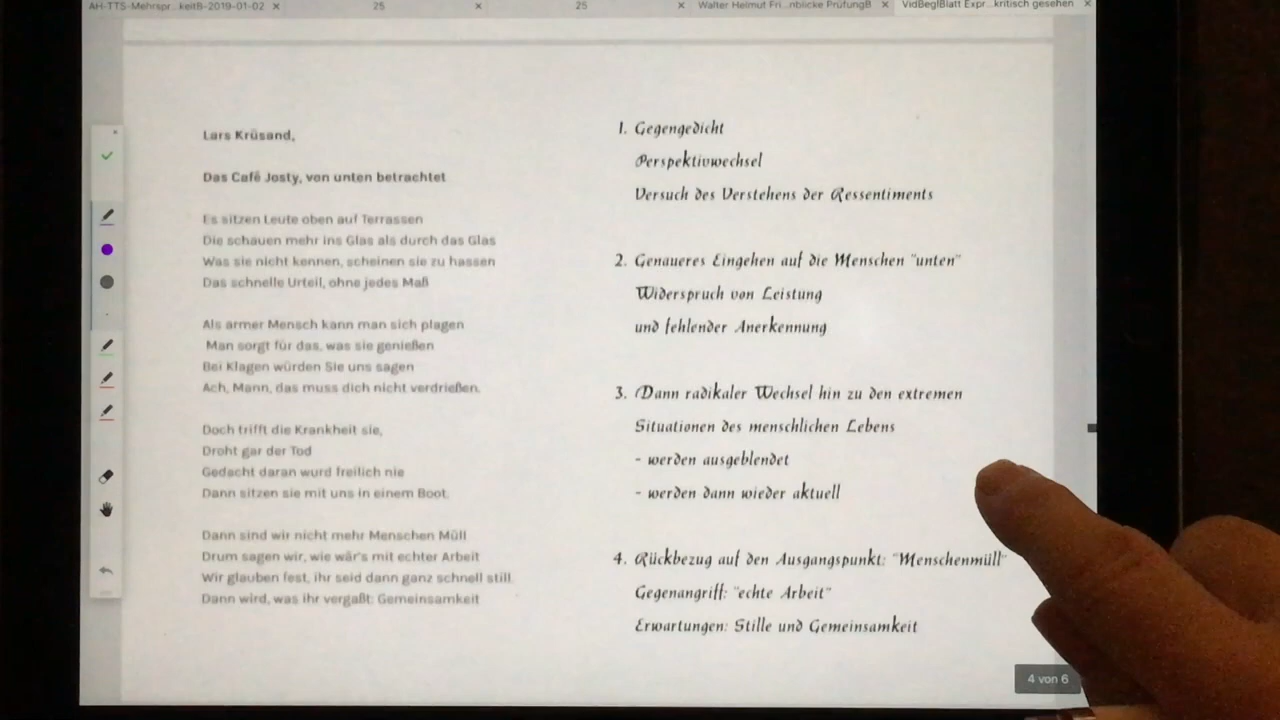 AH-TTS-Mehrspr...keitB-2019-01-02 ×
25 ×
25 ×
Walter Helmut Fri...nblicke PrüfungB ×
VidBeglBlatt Expr...kritisch gesehen ×
Lars Krüsand,
Das Café Josty, von unten betrachtet
Es sitzen Leute oben auf Terrassen
Die schauen mehr ins Glas als durch das Glas
Was sie nicht kennen, scheinen sie zu hassen
Das schnelle Urteil, ohne jedes Maß
Als armer Mensch kann man sich plagen
Man sorgt für das, was sie genießen
Bei Klagen würden Sie uns sagen
Ach, Mann, das muss dich nicht verdrießen.
Doch trifft die Krankheit sie,
Droht gar der Tod
Gedacht daran wurd freilich nie
Dann sitzen sie mit uns in einem Boot.
Dann sind wir nicht mehr Menschen Müll
Drum sagen wir, wie wär's mit echter Arbeit
Wir glauben fest, ihr seid dann ganz schnell still.
Dann wird, was ihr vergaßt: Gemeinsamkeit
1. Gegengedicht
Perspektivwechsel
Versuch des Verstehens der Ressentiments
2. Genaueres Eingehen auf die Menschen "unten"
Widerspruch von Leistung
und fehlender Anerkennung
3. Dann radikaler Wechsel hin zu den extremen
Situationen des menschlichen Lebens
- werden ausgeblendet
- werden dann wieder aktuell
4. Rückbezug auf den Ausgangspunkt: "Menschenmüll"
Gegenangriff: "echte Arbeit"
Erwartungen: Stille und Gemeinsamkeit
4 von 6